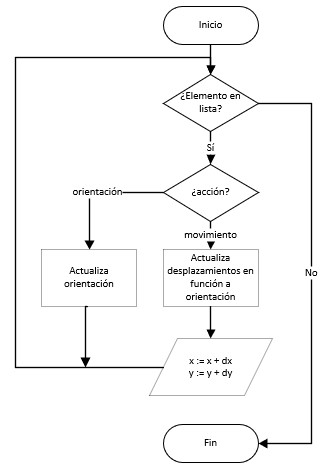 Inicio
¿Elemento en
lista?
Sí
¿acción?
orientación
movimiento
Actualiza
orientación
Actualiza
desplazamientos en
función a
orientación
No
x := x + dx
y := y + dy
Fin